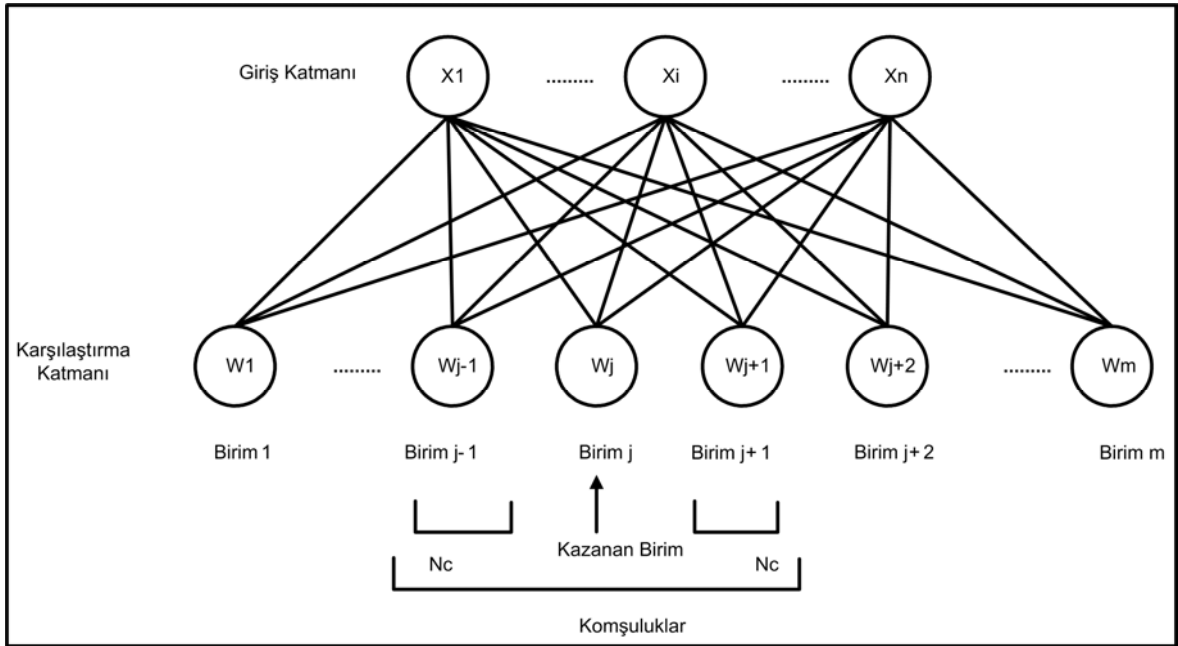 Giriş Katmanı X1 ......... Xi ......... Xn
Karşılaştırma
Katmanı
W1 ......... Wj-1 Wj Wj+1 Wj+2 ......... Wm
Birim 1 Birim j-1 Birim j Birim j+1 Birim j+2 Birim m
Kazanan Birim
Nc Nc
Komşuluklar